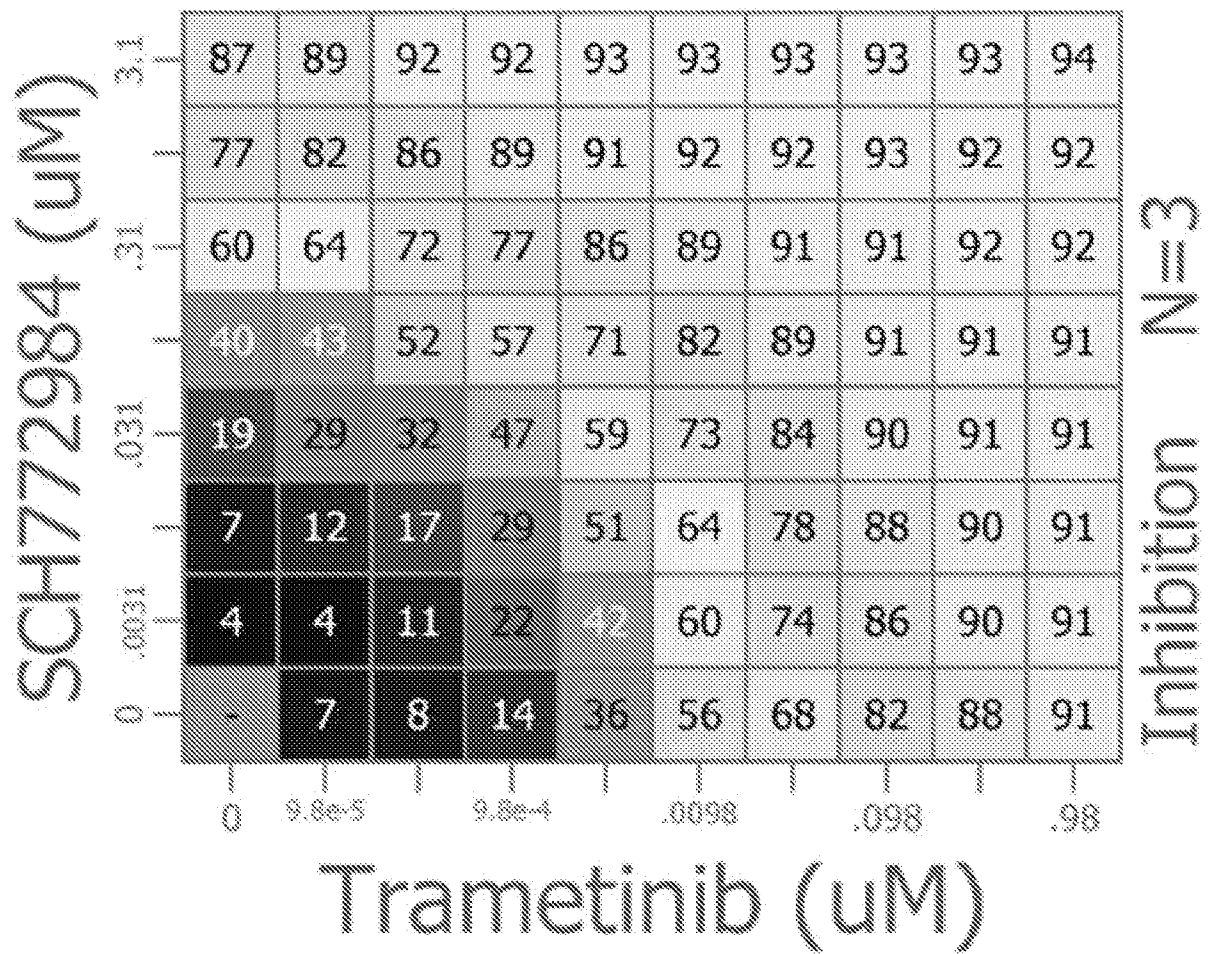 SCH772984 (uM)
3.1 87 89 92 92 93 93 93 93 93 94
77 82 86 89 91 92 92 93 92 92
.31 60 64 72 77 86 89 91 91 92 92
40 43 52 57 71 82 89 91 91 91
.031 19 29 32 47 59 73 84 90 91 91
7 12 17 29 51 64 78 88 90 91
.0031 4 4 11 22 42 60 74 86 90 91
0 - 7 8 14 36 56 68 82 88 91
0 9.8e-5 9.8e-4 .0098 .098 .98
Trametinib (uM)
Inhibition N=3